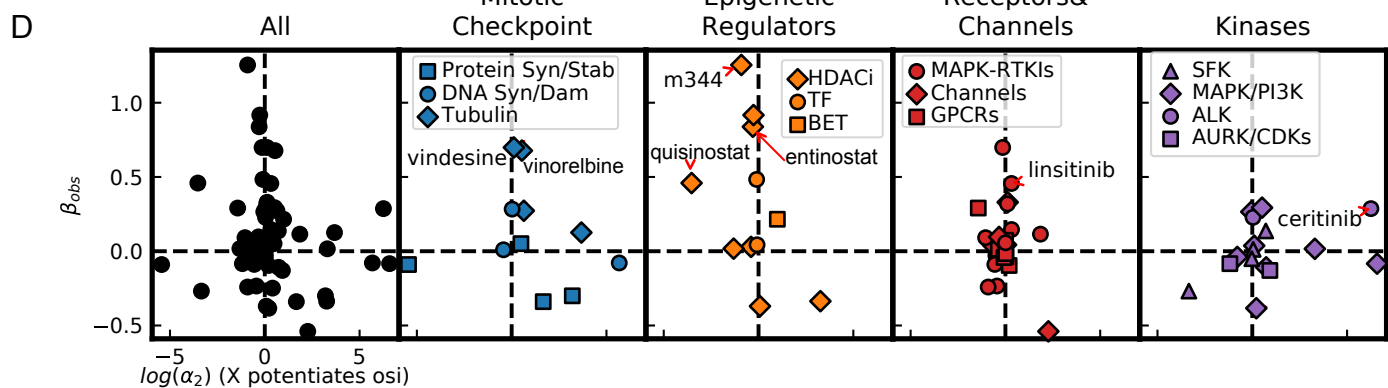 D
All
Mitotic
Checkpoint
Epigenetic
Regulators
Receptors&
Channels
Kinases
1.0
0.5
0.0
−0.5
β_obs
−5
0
5
log(α₂) (X potentiates osi)
Protein Syn/Stab
DNA Syn/Dam
Tubulin
vindesine
vinorelbine
m344
HDACi
TF
BET
quisinostat
entinostat
MAPK-RTKIs
Channels
GPCRs
linsitinib
SFK
MAPK/PI3K
ALK
AURK/CDKs
ceritinib